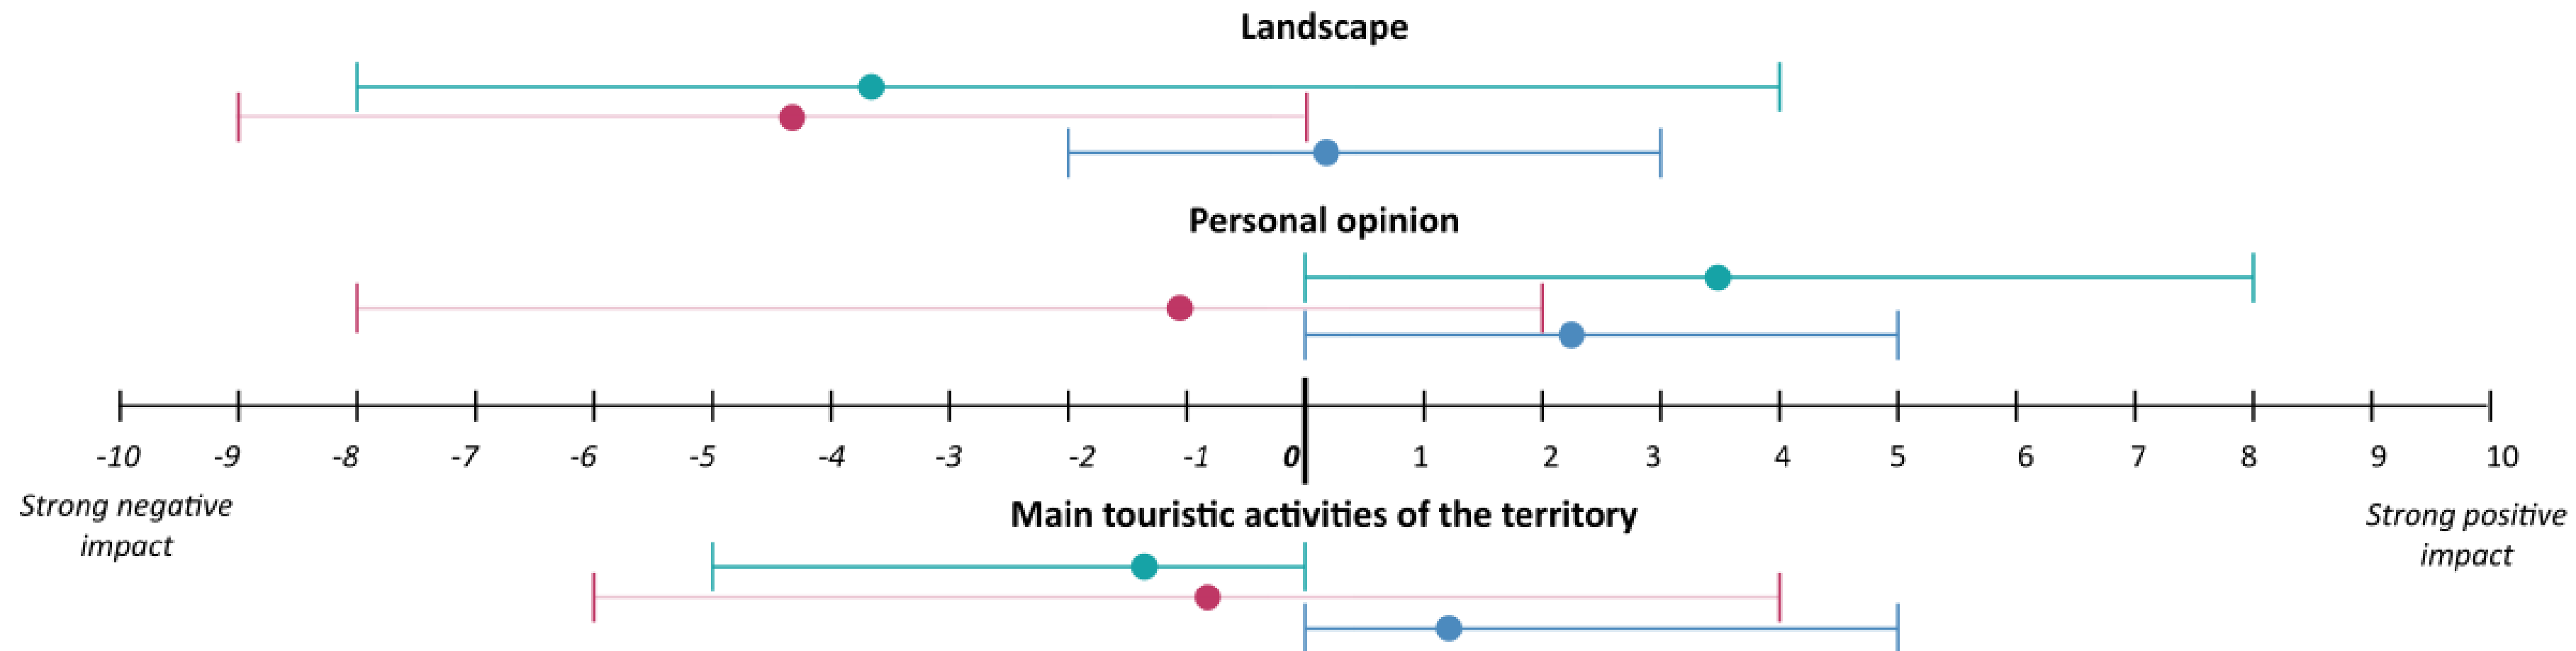 Landscape
Personal opinion
-10 -9 -8 -7 -6 -5 -4 -3 -2 -1 0 1 2 3 4 5 6 7 8 9 10
Strong negative
impact
Strong positive
impact
Main touristic activities of the territory